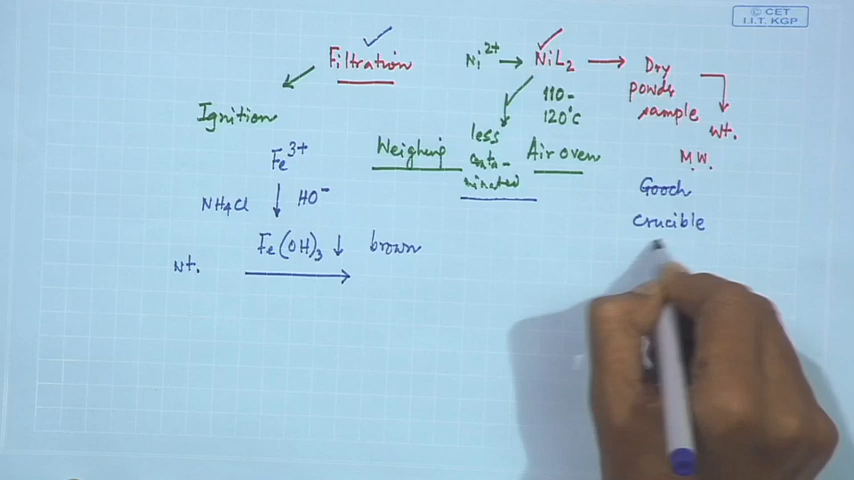 © CET
I.I.T. KGP
Filtration
Ni2+ → NiL2 → Dry
powder
sample
wt.
M.W.
Ignition
110-
120°C
Weighing
less
conta-
minated
Air oven
Fe3+
NH4Cl ↓ HO-
Gooch
crucible
Fe(OH)3 ↓ brown
wt.